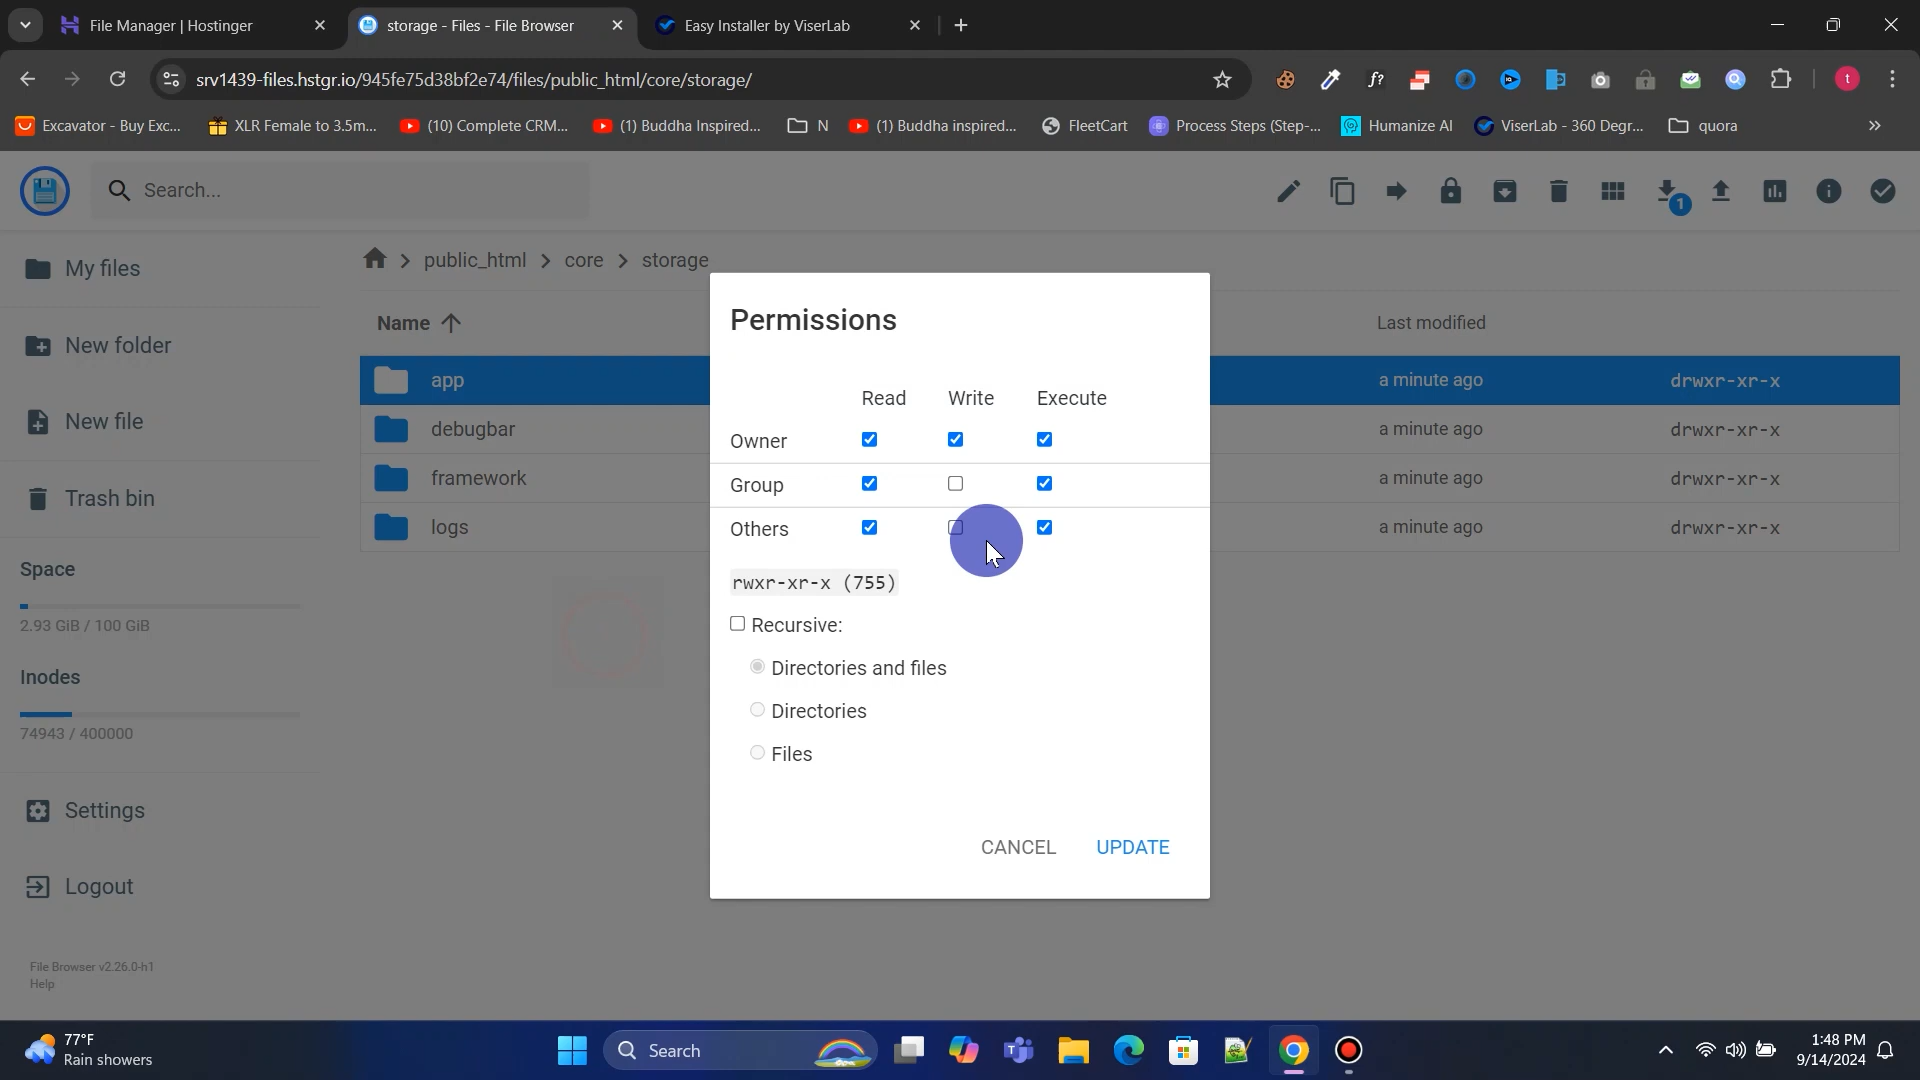 File Manager | Hostinger
storage - Files - File Browser
Easy Installer by ViserLab
srv1439-files.hstgr.io/945fe75d38bf2e74/files/public_html/core/storage/
f?
t
Excavator - Buy Exc...
XLR Female to 3.5m...
(10) Complete CRM...
(1) Buddha Inspired...
N
(1) Buddha inspired...
FleetCart
Process Steps (Step-...
Humanize AI
ViserLab - 360 Degr...
quora
Search...
1
My files
New folder
New file
Trash bin
Space
2.93 GiB / 100 GiB
Inodes
74943 / 400000
Settings
Logout
File Browser v2.26.0-h1
Help
public_html
core
storage
Name
Last modified
app
a minute ago
drwxr-xr-x
debugbar
a minute ago
drwxr-xr-x
framework
a minute ago
drwxr-xr-x
logs
a minute ago
drwxr-xr-x
Permissions
Read Write Execute
Owner
Group
Others
rwxr-xr-x (755)
Recursive:
Directories and files
Directories
Files
CANCEL UPDATE
77°F
Rain showers
Search
1:48 PM
9/14/2024